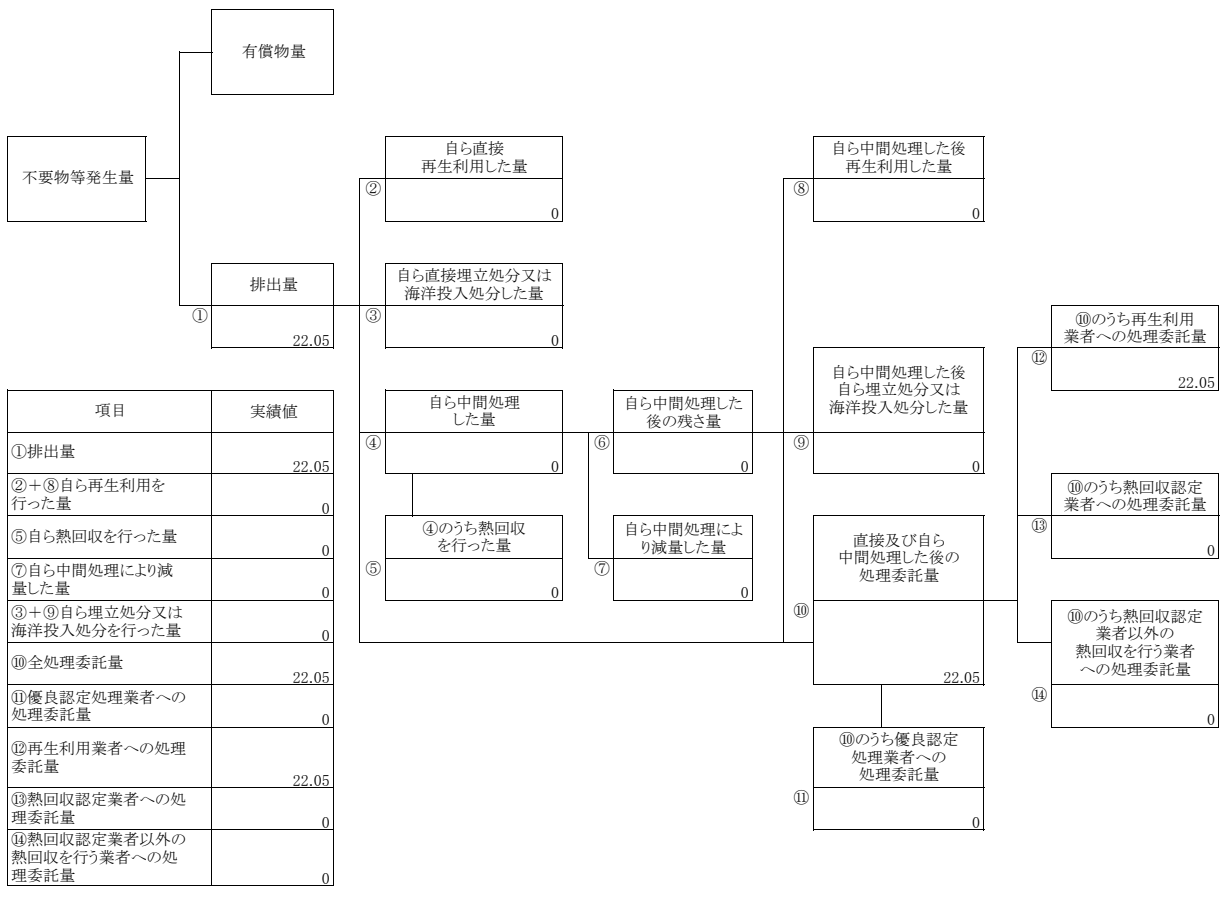 有償物量
不要物等発生量
排出量
①
22.05
自ら直接
再生利用した量
②
0
自ら直接埋立処分又は
海洋投入処分した量
③
0
自ら中間処理
した量
④
0
④のうち熱回収
を行った量
⑤
0
自ら中間処理した
後の残さ量
⑥
0
自ら中間処理によ
り減量した量
⑦
0
自ら中間処理した後
再生利用した量
⑧
0
自ら中間処理した後
自ら埋立処分又は
海洋投入処分した量
⑨
0
直接及び自ら
中間処理した後の
処理委託量
⑩
22.05
⑩のうち優良認定
処理業者への
処理委託量
⑪
0
⑩のうち再生利用
業者への処理委託量
⑫
22.05
⑩のうち熱回収認定
業者への処理委託量
⑬
0
⑩のうち熱回収認定
業者以外の
熱回収を行う業者
への処理委託量
⑭
0
項目 実績値
①排出量
22.05
②＋⑧自ら再生利用を
行った量
0
⑤自ら熱回収を行った量
0
⑦自ら中間処理により減
量した量
0
③＋⑨自ら埋立処分又は
海洋投入処分を行った量
0
⑩全処理委託量
22.05
⑪優良認定処理業者への
処理委託量
0
⑫再生利用業者への処理
委託量
22.05
⑬熱回収認定業者への処
理委託量
0
⑭熱回収認定業者以外の
熱回収を行う業者への処
理委託量
0